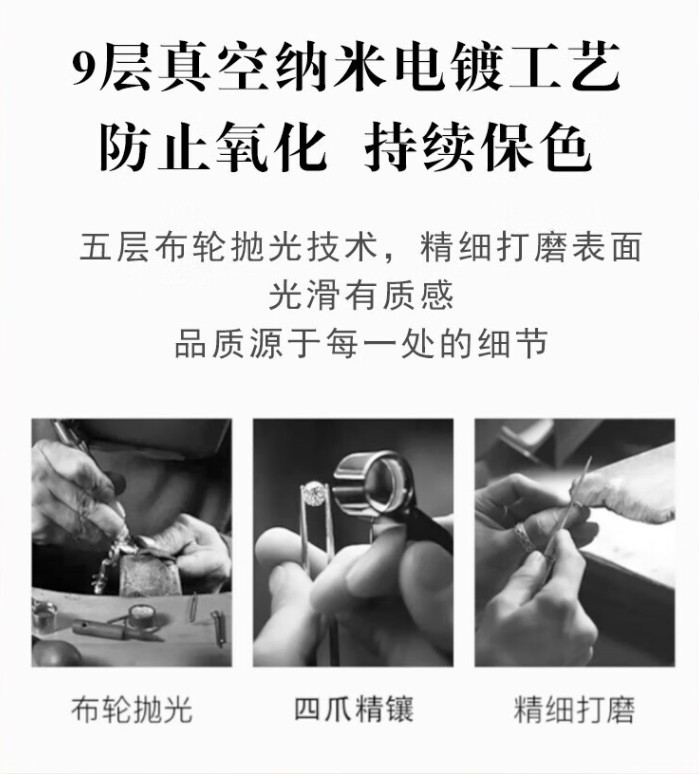 9层真空纳米电镀工艺
防止氧化 持续保色
五层布轮抛光技术，精细打磨表面
光滑有质感
品质源于每一处的细节
布轮抛光
四爪精镶
精细打磨